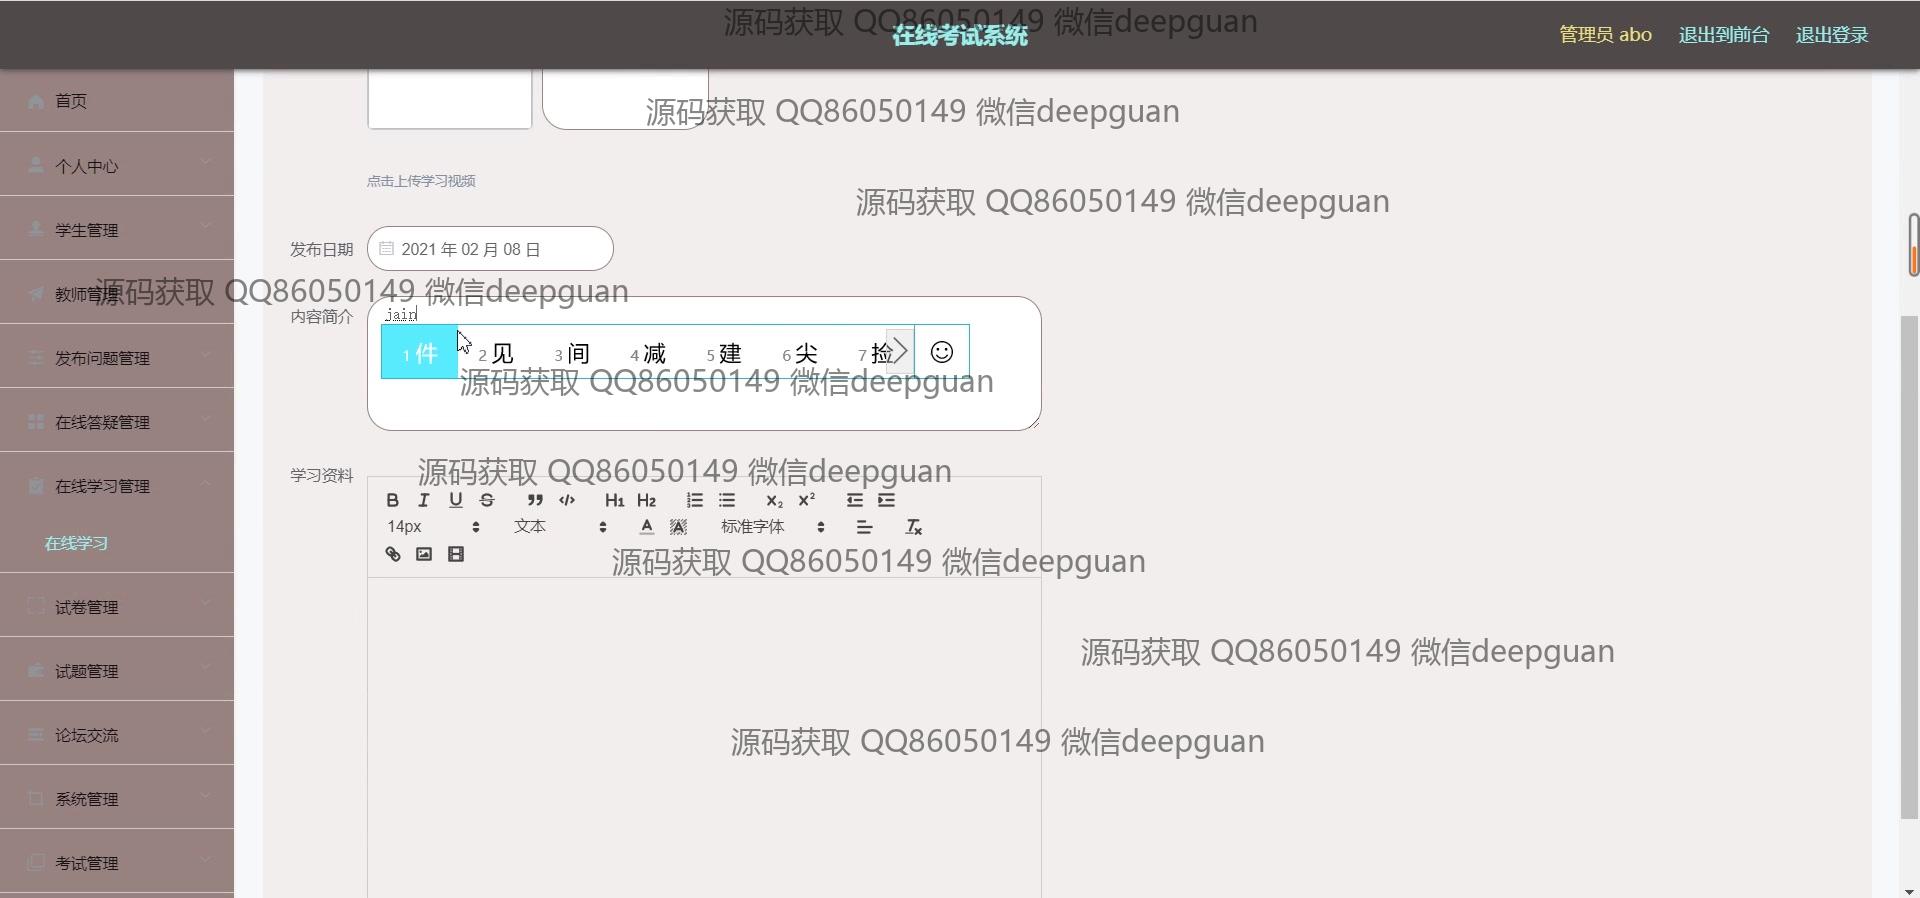 源码获取 QQ86050149 微信deepguan
在线考试系统
管理员 abo
退出到前台
退出登录
首页
源码获取 QQ86050149 微信deepguan
个人中心
点击上传学习视频
源码获取 QQ86050149 微信deepguan
学生管理
发布日期
2021 年 02 月 08 日
教师管理
源码获取 QQ86050149 微信deepguan
内容简介
jain
1 件 2 见 3 间 4 减 5 建 6 尖 7 捡
发布问题管理
源码获取 QQ86050149 微信deepguan
在线答疑管理
学习资料
源码获取 QQ86050149 微信deepguan
在线学习管理
B I U S H1 H2 X2 X2
14px 文本 A A 标准字体 Tx
在线学习
源码获取 QQ86050149 微信deepguan
试卷管理
源码获取 QQ86050149 微信deepguan
试题管理
论坛交流
源码获取 QQ86050149 微信deepguan
系统管理
考试管理